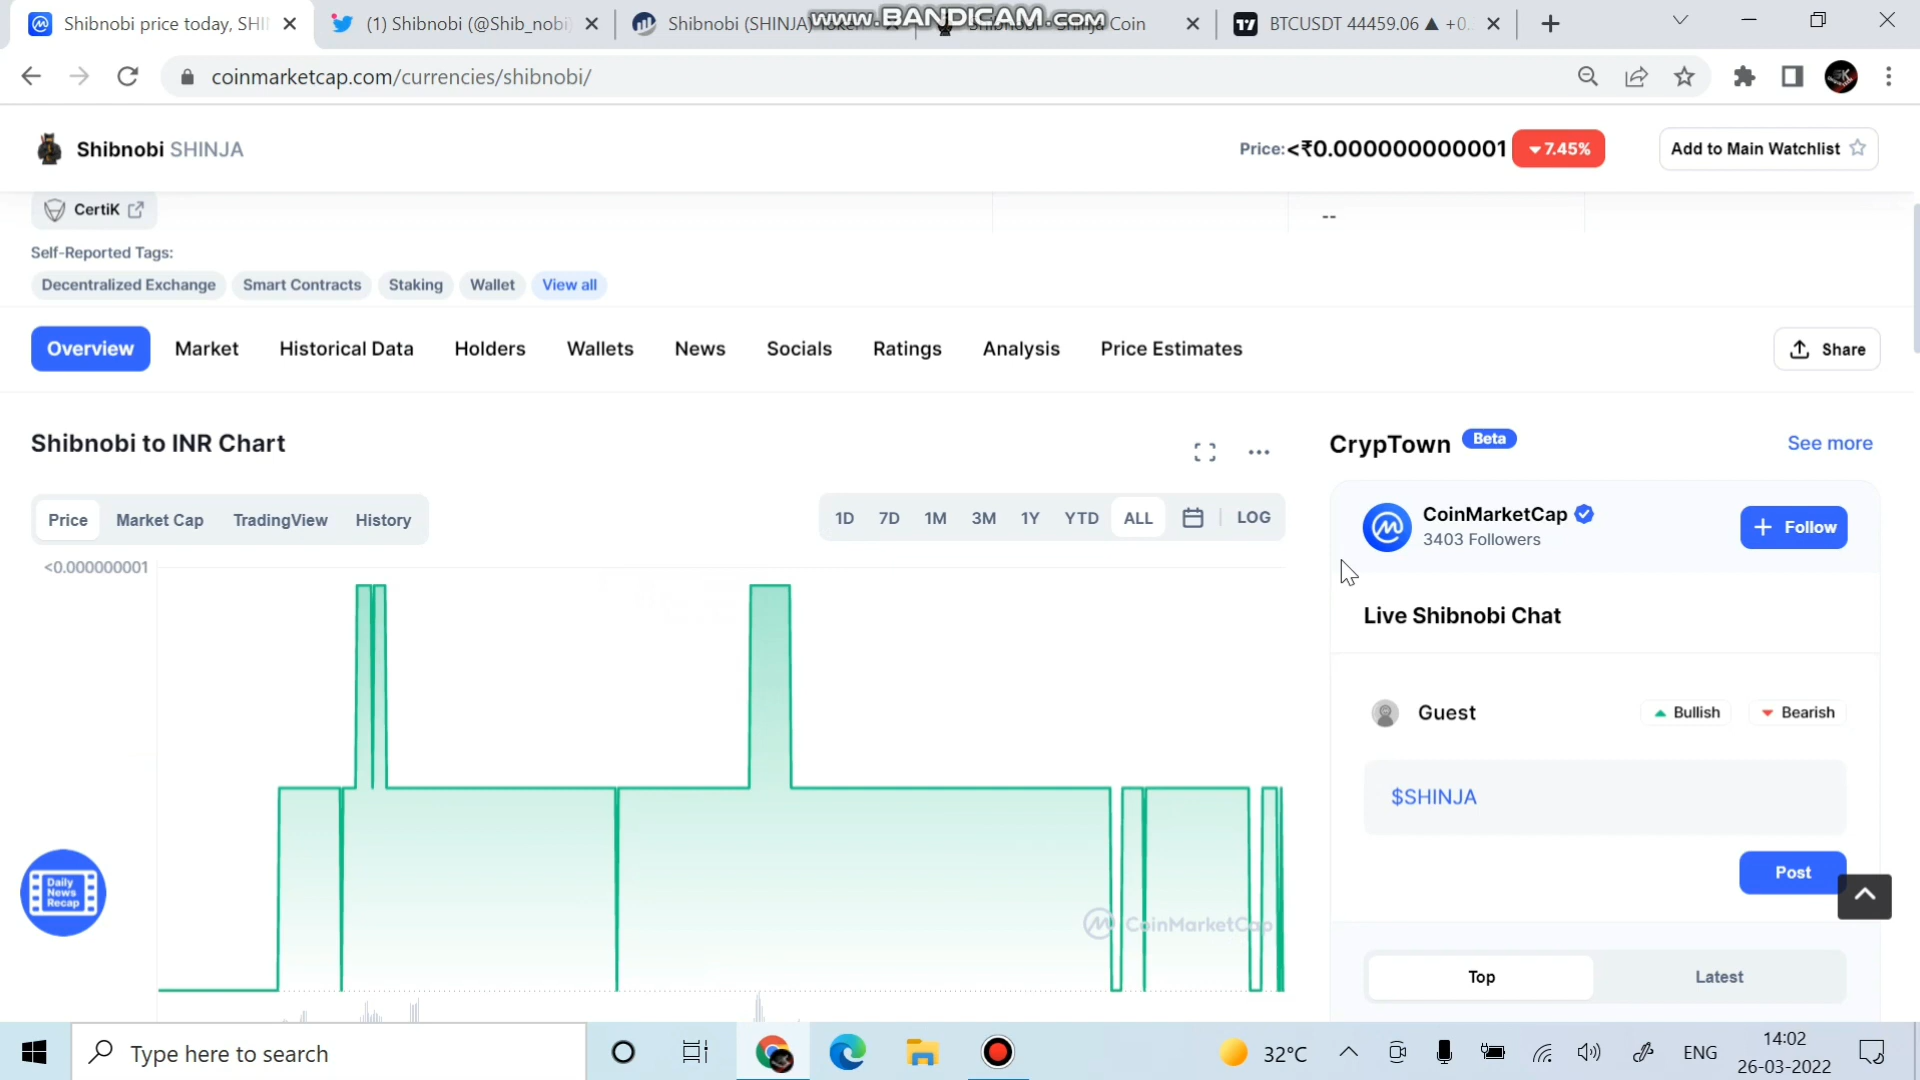 Shibnobi price today, SHI
(1) Shibnobi (@Shib_nobi)
Shibnobi (SHINJA) Token
Shibnobi - Shinja Coin
BTCUSDT 44459.06 ▲ +0.
www.BANDICAM.com
coinmarketcap.com/currencies/shibnobi/
Shibnobi SHINJA
Price:<₹0.000000000001
7.45%
Add to Main Watchlist
CertiK
--
Self-Reported Tags:
Decentralized Exchange Smart Contracts Staking Wallet View all
Overview Market Historical Data Holders Wallets News Socials Ratings Analysis Price Estimates
Share
Shibnobi to INR Chart
CrypTown Beta
See more
Price Market Cap TradingView History
1D 7D 1M 3M 1Y YTD ALL LOG
CoinMarketCap
3403 Followers
+ Follow
<0.000000001
Live Shibnobi Chat
Guest
Bullish
Bearish
$SHINJA
Post
Daily
News
Recap
CoinMarketCap
Top
Latest
Type here to search
32°C
ENG
14:02
26-03-2022